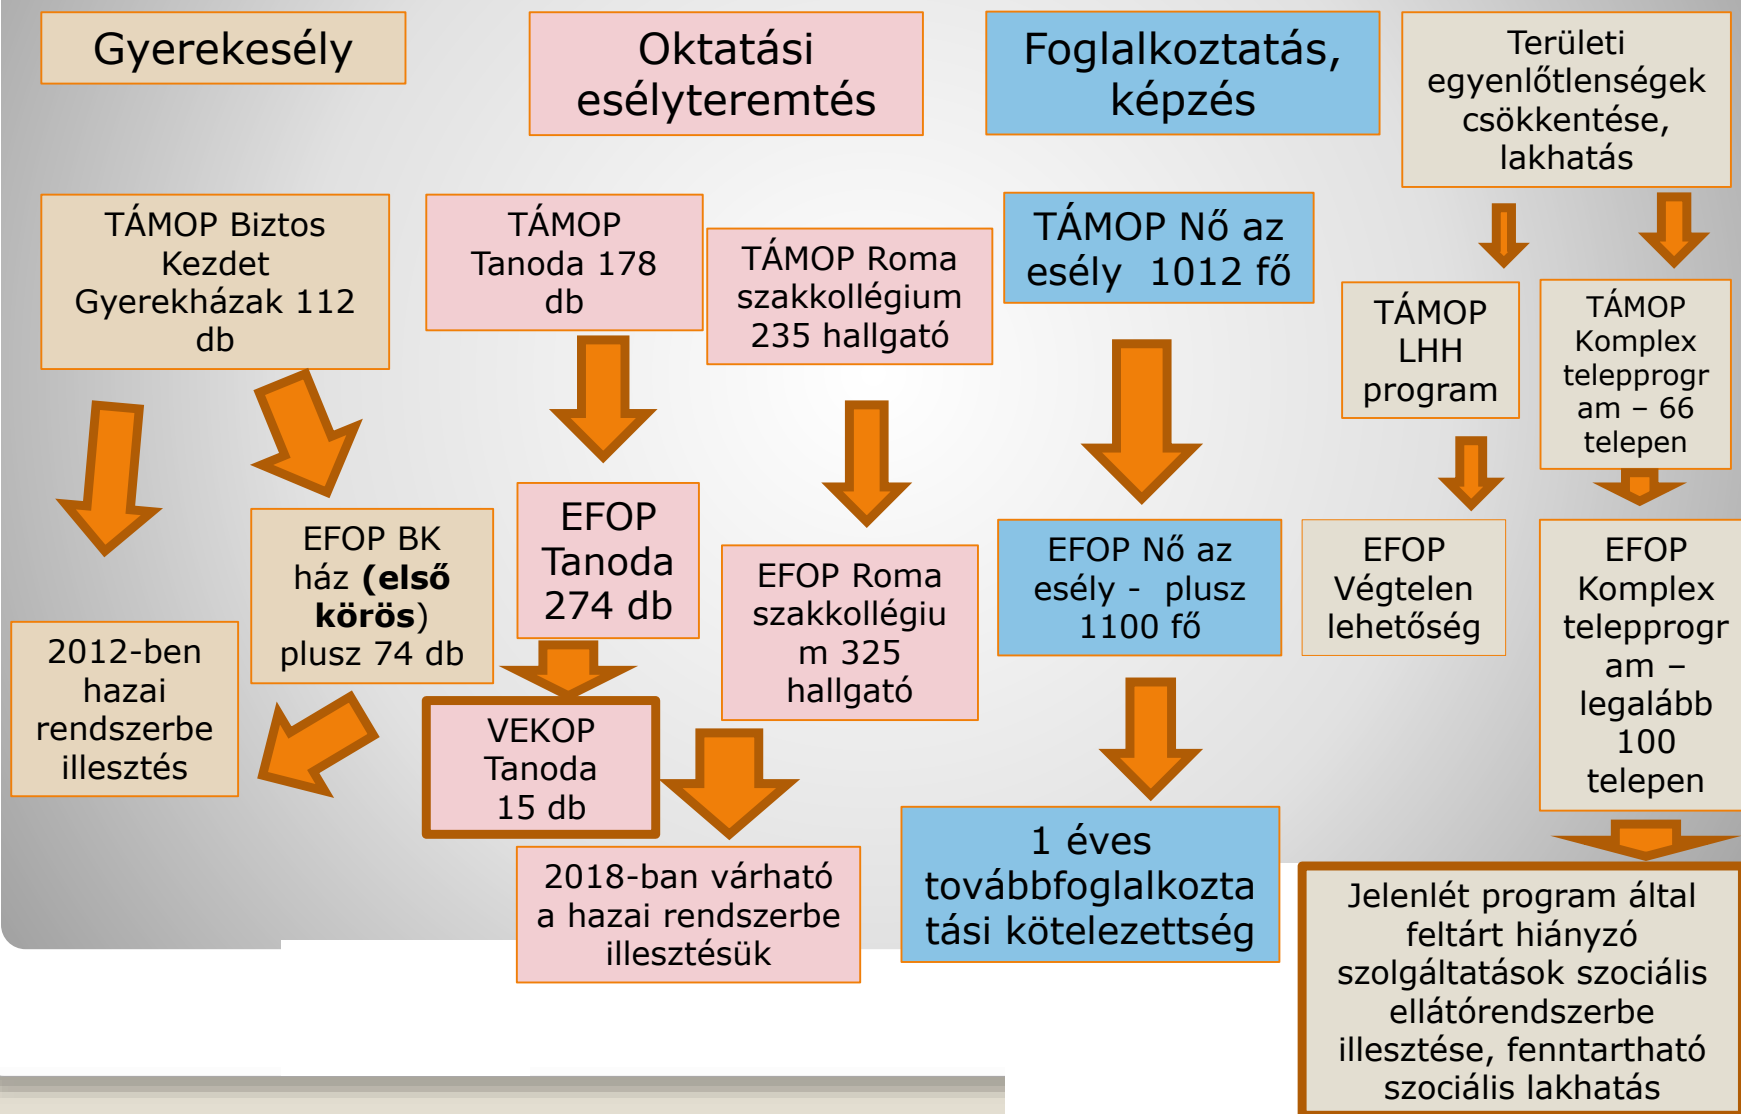 Gyerekesély
Oktatási
esélyteremtés
Foglalkoztatás,
képzés
Területi
egyenlőtlenségek
csökkentése,
lakhatás
TÁMOP Biztos
Kezdet
Gyerekházak 112
db
TÁMOP
Tanoda 178
db
TÁMOP Roma
szakkollégium
235 hallgató
TÁMOP Nő az
esély 1012 fő
TÁMOP
LHH
program
TÁMOP
Komplex
telepprogr
am – 66
telepen
2012-ben
hazai
rendszerbe
illesztés
EFOP BK
ház (első
körös)
plusz 74 db
EFOP
Tanoda
274 db
VEKOP
Tanoda
15 db
EFOP Roma
szakkollégiu
m 325
hallgató
2018-ban várható
a hazai rendszerbe
illesztésük
EFOP Nő az
esély - plusz
1100 fő
1 éves
továbbfoglalkozta
tási kötelezettség
EFOP
Végtelen
lehetőség
EFOP
Komplex
telepprogr
am –
legalább
100
telepen
Jelenlét program által
feltárt hiányzó
szolgáltatások szociális
ellátórendszerbe
illesztése, fenntartható
szociális lakhatás